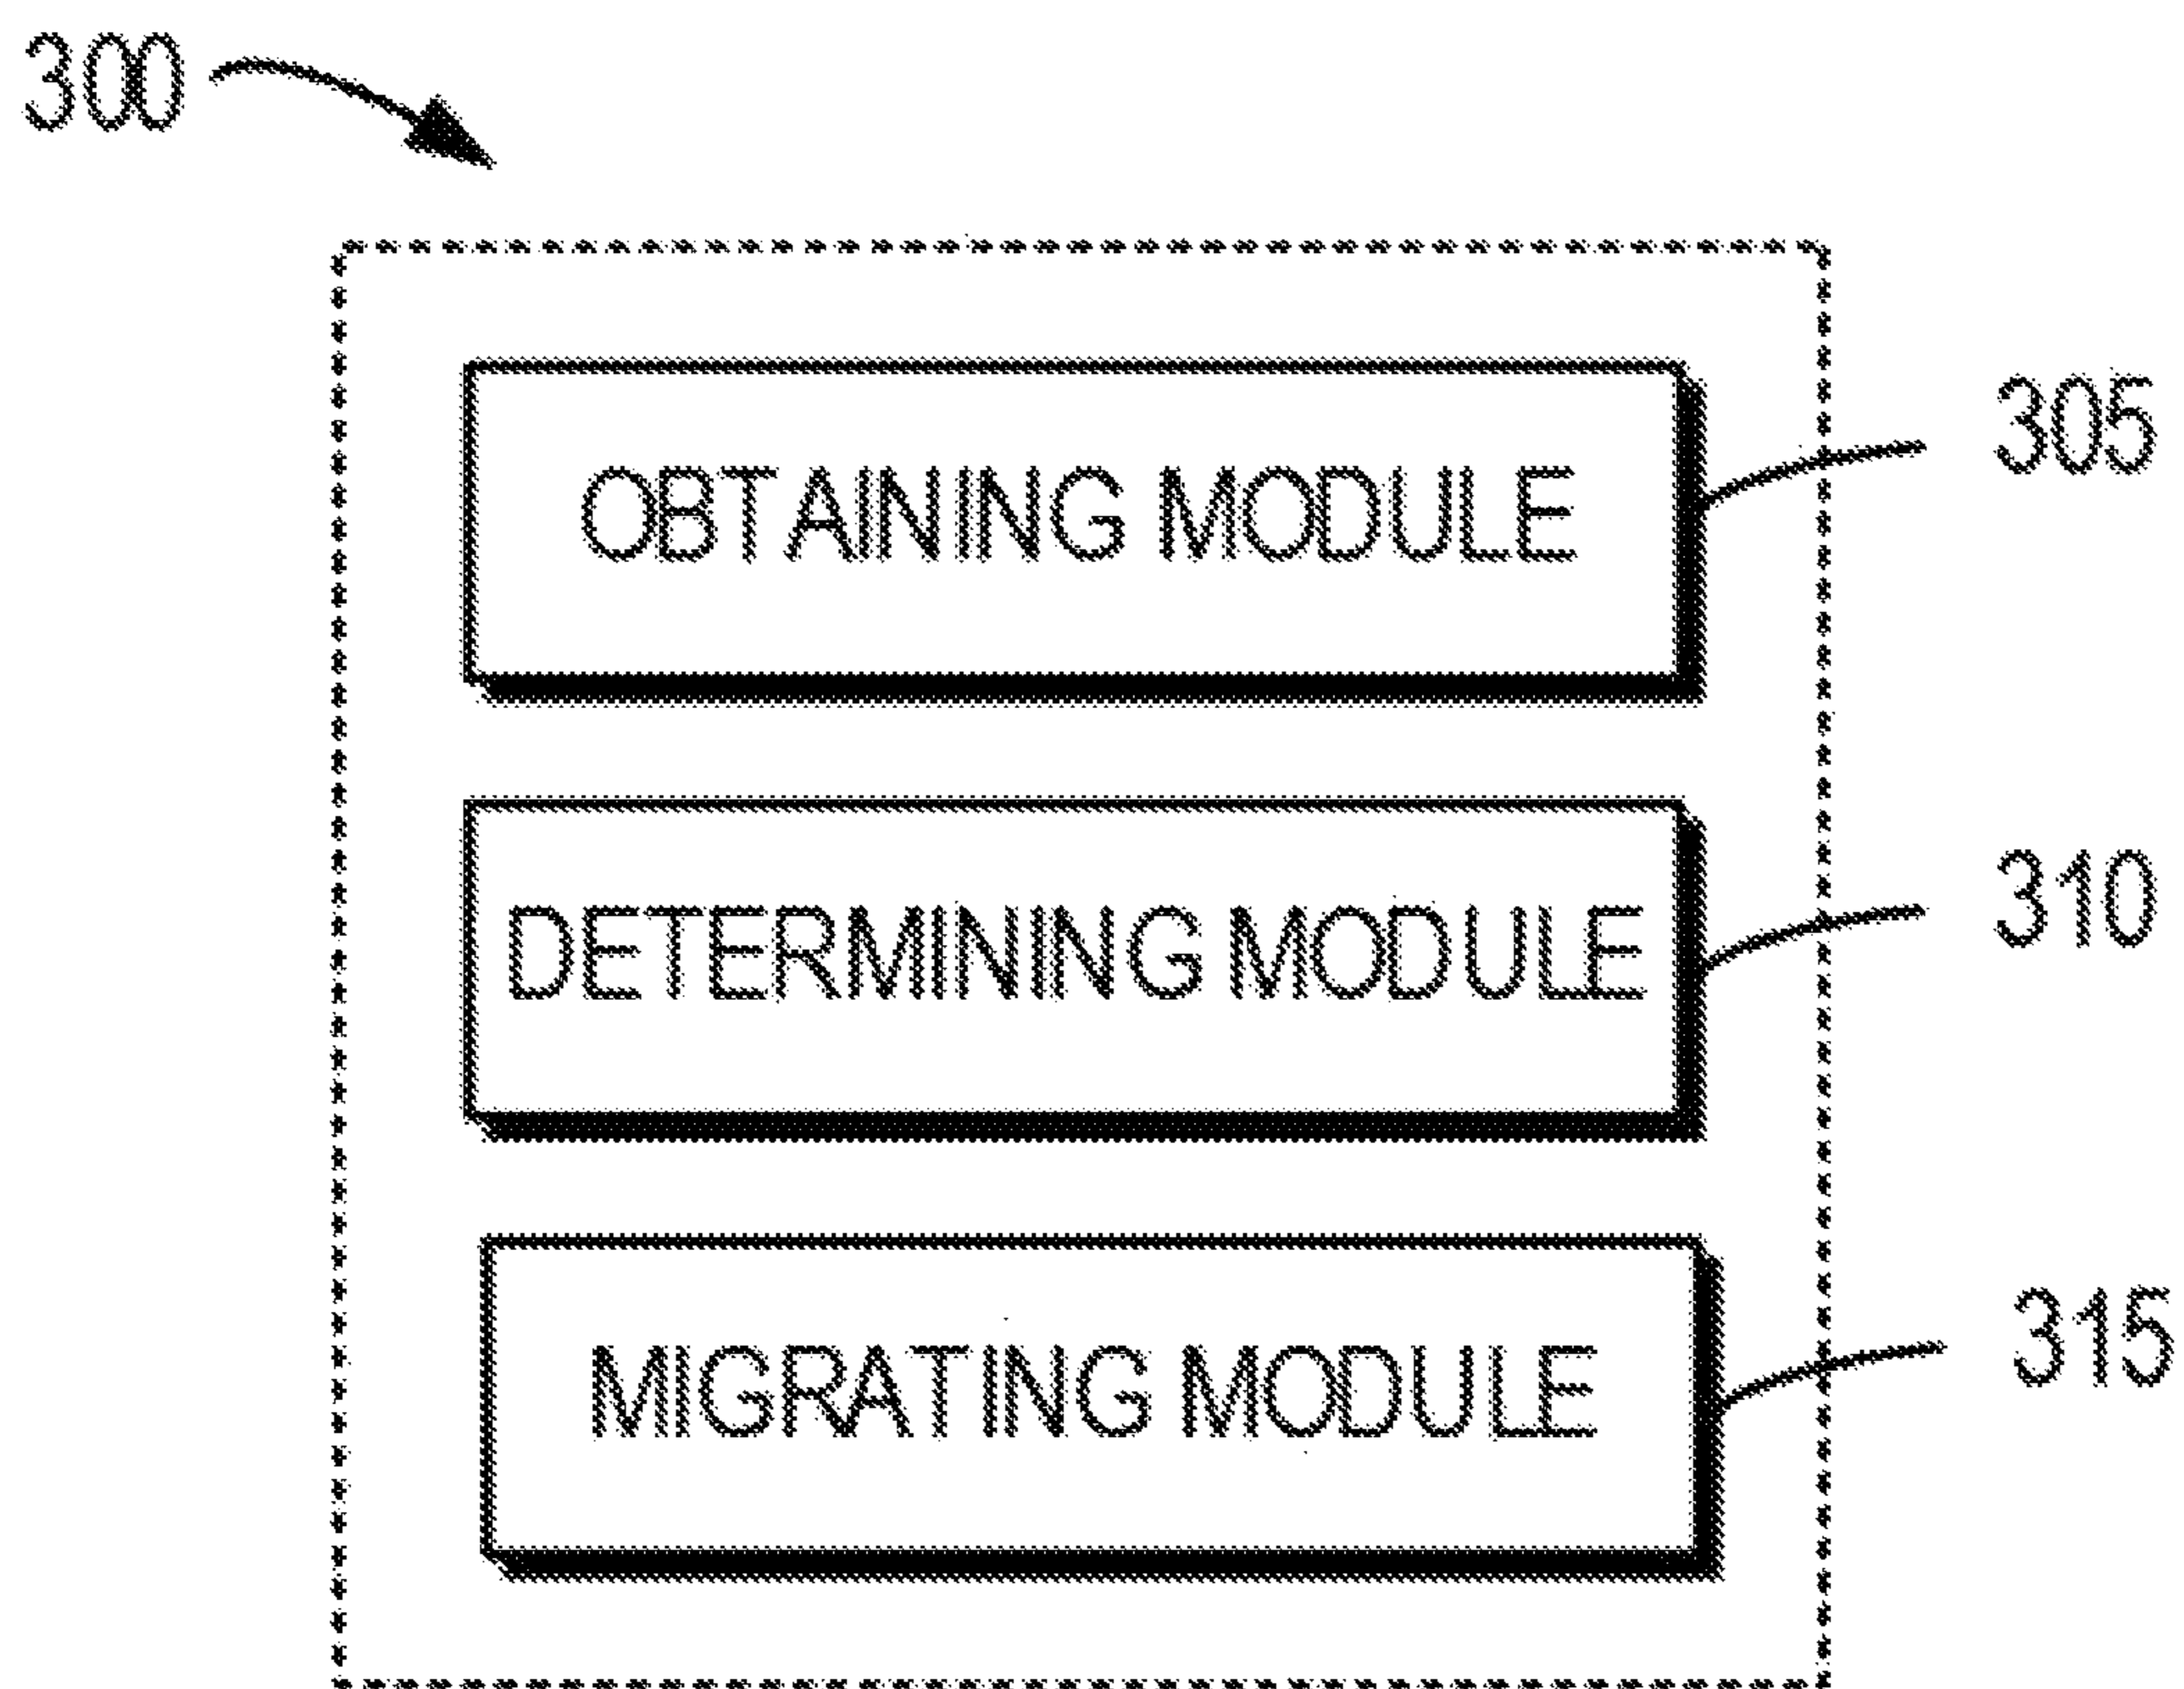 300
OBTAINING MODULE
305
DETERMINING MODULE
310
MIGRATING MODULE
315